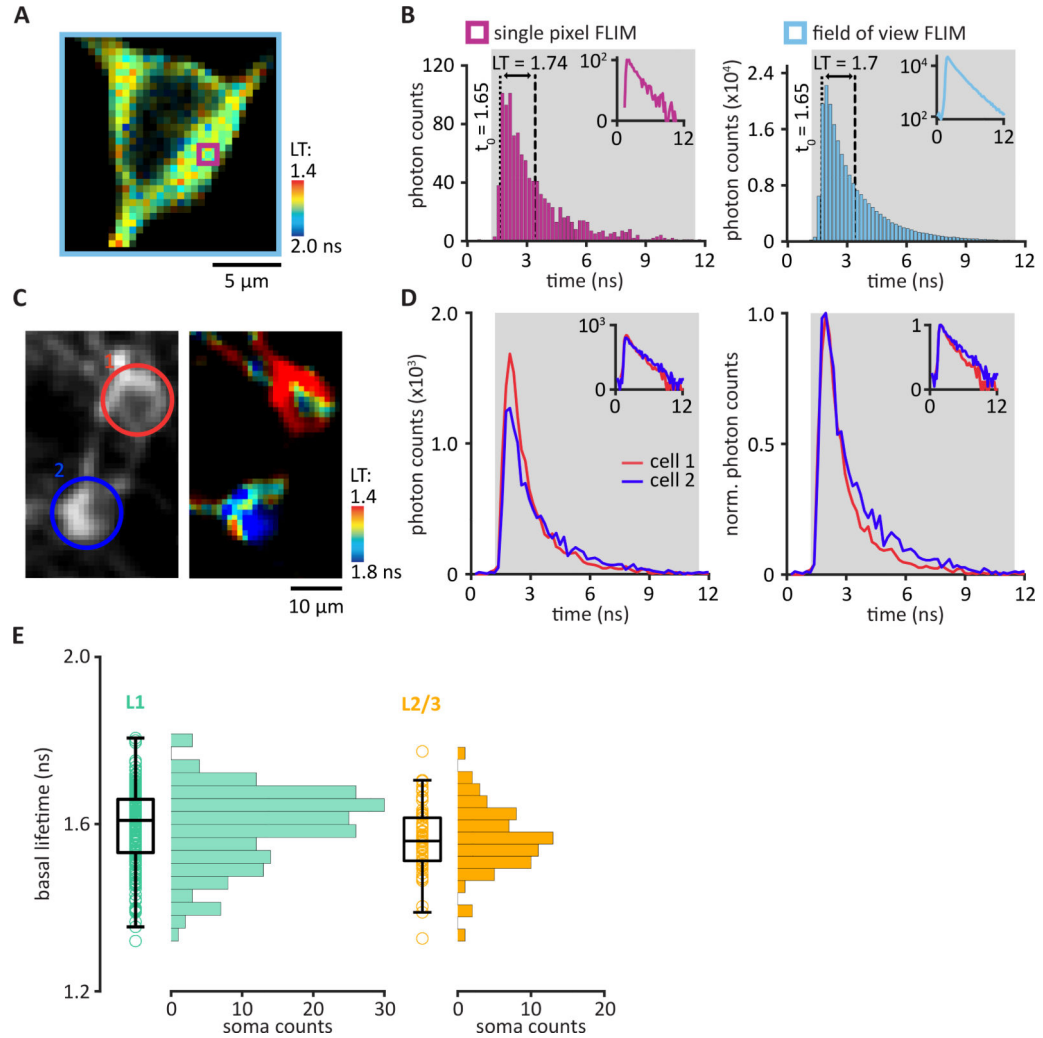 A
LT:
1.4
2.0 ns
5 µm
B
single pixel FLIM
120
80
40
0
photon counts
t0 = 1.65
LT = 1.74
10²
0
0
12
0
3
6
9
12
time (ns)
field of view FLIM
2.4
1.6
0.8
0
photon counts (x10⁴)
t0 = 1.65
LT = 1.7
10⁴
10²
0
12
0
3
6
9
12
time (ns)
C
1
2
LT:
1.4
1.8 ns
10 µm
D
2.0
1.0
0
photon counts (x10³)
10³
0
0
12
cell 1
cell 2
0
3
6
9
12
time (ns)
1.0
0.5
0
norm. photon counts
1
0
0
12
0
3
6
9
12
time (ns)
E
2.0
1.6
1.2
basal lifetime (ns)
L1
0
10
20
30
soma counts
L2/3
0
10
20
soma counts